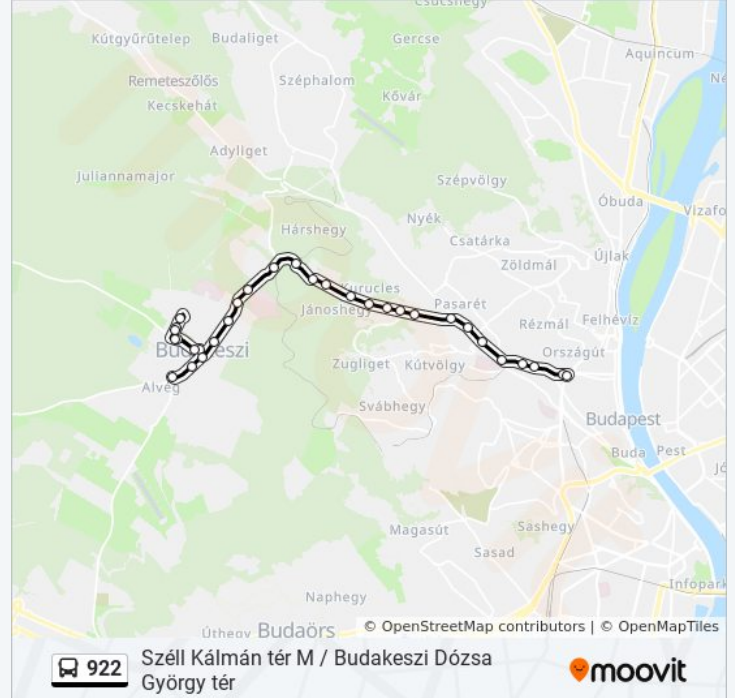 Csúcshegy
Kútgyűrűtelep
Budaliget
Gercse
Aquincum
Remeteszőlős
Széphalom
Kecskehát
Kővár
Adyliget
Juliannamajor
Szépvölgy
Óbuda
Nyék
Vizafo
Hárshegy
Csatárka
Zöldmál
Újlak
Kurucles
Jánoshegy
Pasarét
Rézmál
Felhévíz
Budakeszi
Országút
Zugliget
Kútvölgy
Alvég
Svábhegy
Budapest
Buda
Pest
Magasút
Sashegy
Sasad
Infopark
Naphegy
© OpenStreetMap contributors | © OpenMapTiles
Budaörs
922
Széll Kálmán tér M / Budakeszi Dózsa
György tér
moovit